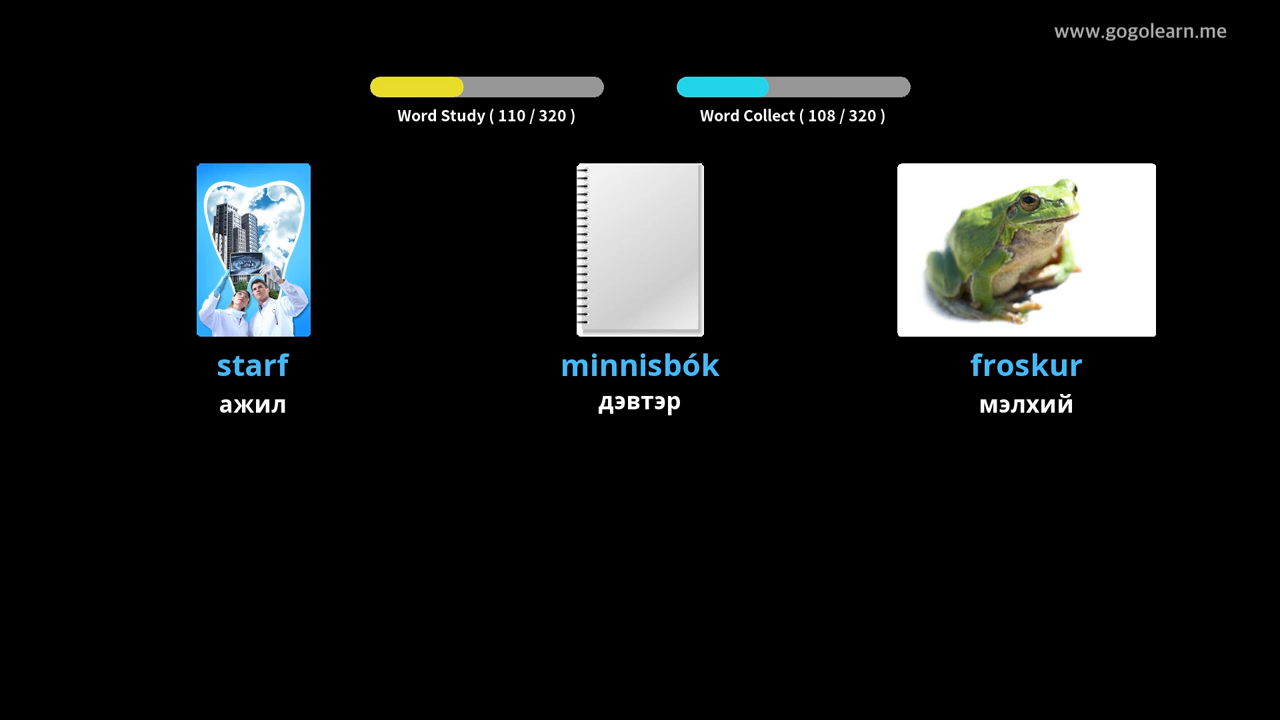 www.gogolearn.me
Word Study ( 110 / 320 )
Word Collect ( 108 / 320 )
starf
minnisbók
froskur
ажил
дэвтэр
мэлхий